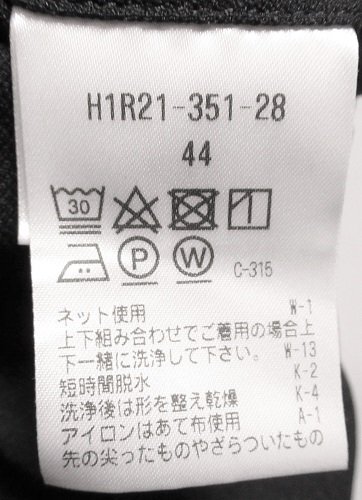 H1R21-351-28
44
30
P W C-315
ネット使用 W-1
上下組み合わせでご着用の場合上
下一緒に洗浄して下さい。 W-13
短時間脱水 K-2
洗浄後は形を整え乾燥 K-4
アイロンはあて布使用 A-1
先の尖ったものやざらついたもの